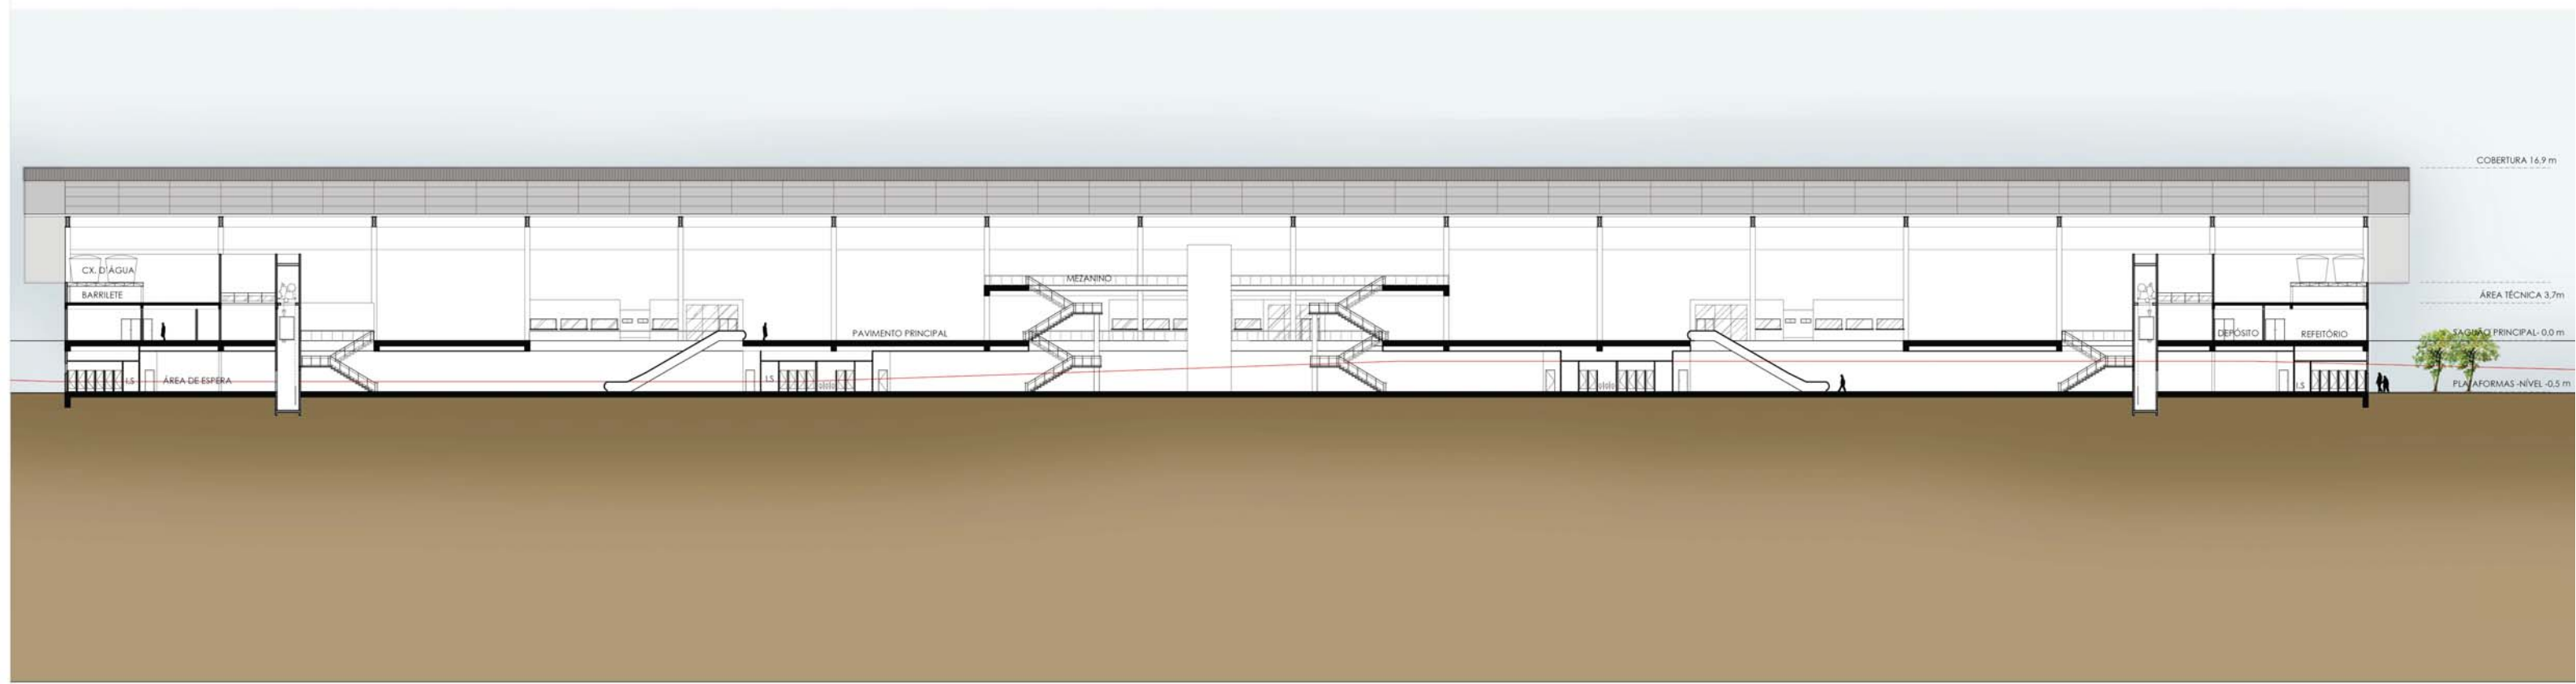 COBERTURA 16.9 m
CX. D'ÁGUA
MEZANINO
BARRILETE
ÁREA TÉCNICA 3,7m
PAVIMENTO PRINCIPAL
DEPÓSITO
REFEITÓRIO
SAGUÃO PRINCIPAL- 0,0 m
I.S
ÁREA DE ESPERA
I.S
I.S
PLATAFORMAS -NÍVEL -0.5 m